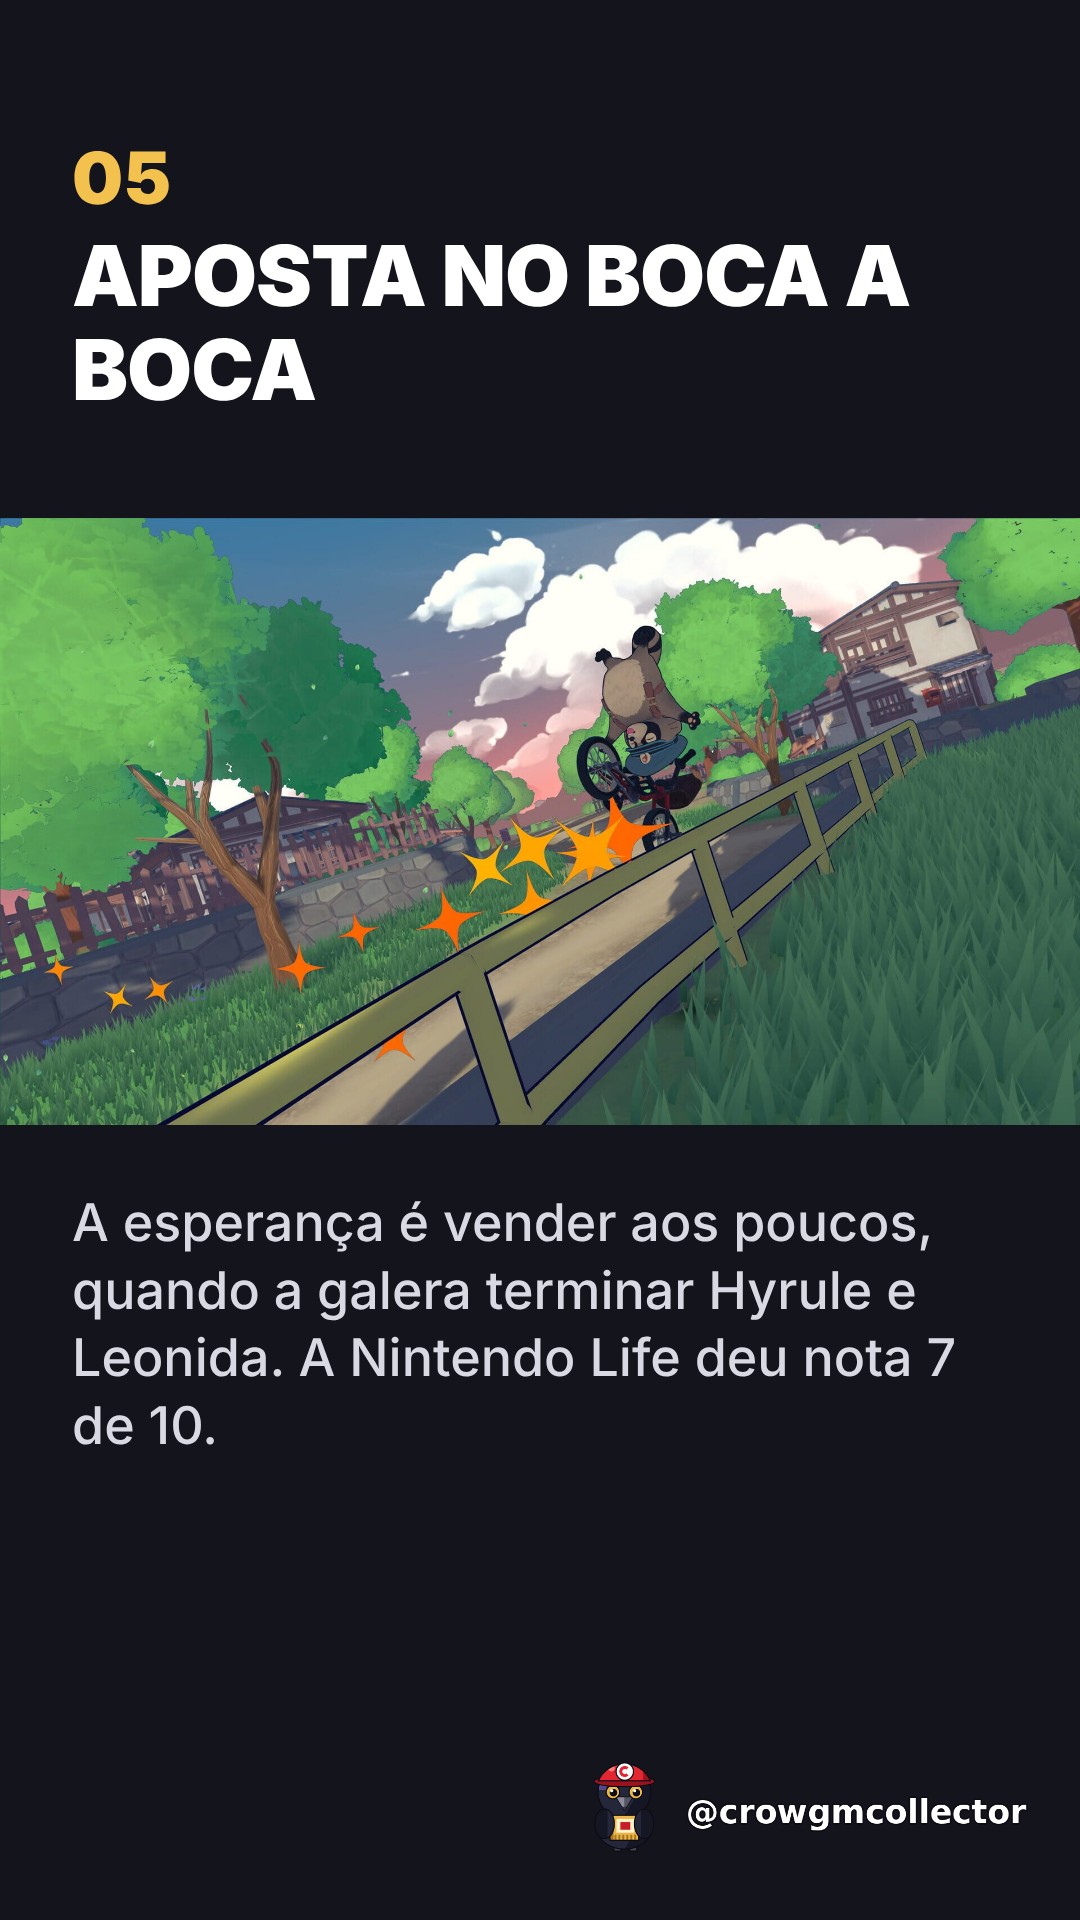 05
APOSTA NO BOCA A
BOCA
A esperança é vender aos poucos,
quando a galera terminar Hyrule e
Leonida. A Nintendo Life deu nota 7
de 10.
C
@crowgmcollector